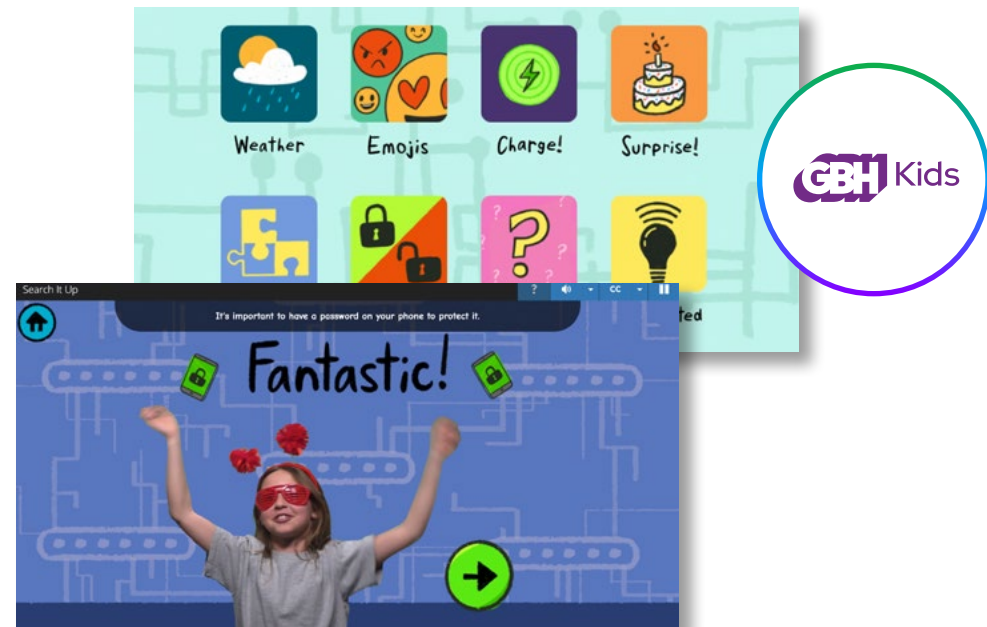 Weather
Emojis
Charge!
Surprise!
GBH Kids
Search It Up
?
CC
It's important to have a password on your phone to protect it.
Fantastic!